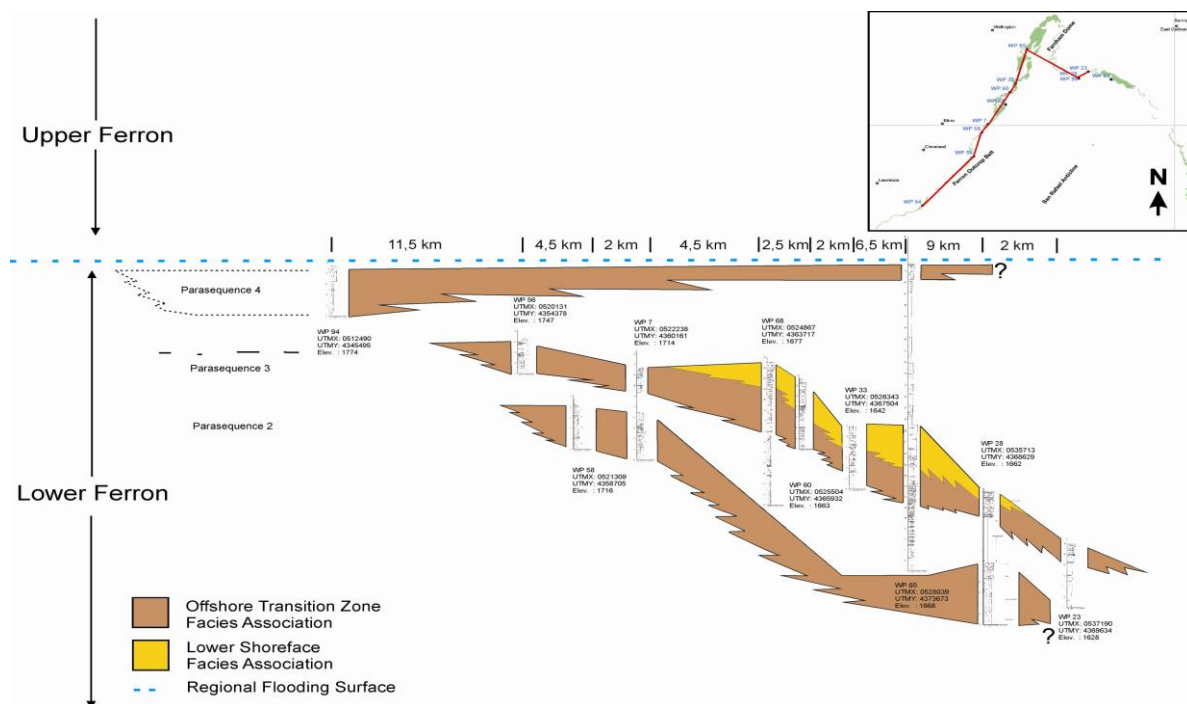 Upper Ferron
Wellington
Farnham Dome
WP 23
WP 7
WP 94
Elmo
Cleveland
Ferron Outcrop Belt
San Rafael Anticline
N
11,5 km
4,5 km
2 km
4,5 km
2,5 km
2 km
6,5 km
9 km
2 km
Parasequence 4
?
WP 94
UTMX: 0512490
UTMY: 4345495
Elev. : 1774
WP 56
UTMX: 0520131
UTMY: 4354378
Elev. : 1747
WP 7
UTMX: 0522238
UTMY: 4360161
Elev. : 1714
WP 68
UTMX: 0524867
UTMY: 4363717
Elev. : 1677
Parasequence 3
WP 33
UTMX: 0526343
UTMY: 4367504
Elev. : 1642
Parasequence 2
WP 28
UTMX: 0535713
UTMY: 4368629
Elev. : 1662
Lower Ferron
WP 58
UTMX: 0521309
UTMY: 4358705
Elev. : 1716
WP 60
UTMX: 0525504
UTMY: 4365932
Elev. : 1663
WP 65
UTMX: 0528039
UTMY: 4373673
Elev. : 1668
WP 23
UTMX: 0537190
UTMY: 4369634
Elev. : 1628
?
Offshore Transition Zone
Facies Association
Lower Shoreface
Facies Association
Regional Flooding Surface